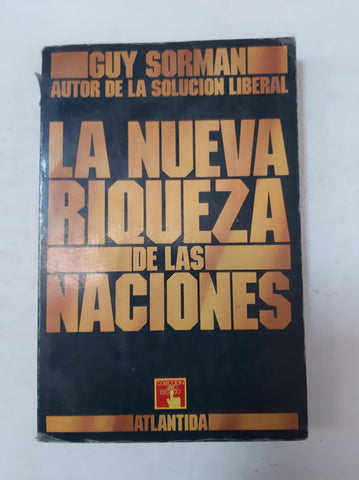 GUY SORMAN
AUTOR DE LA SOLUCION LIBERAL
LA NUEVA
RIQUEZA
DE LAS
NACIONES
ATLANTIDA